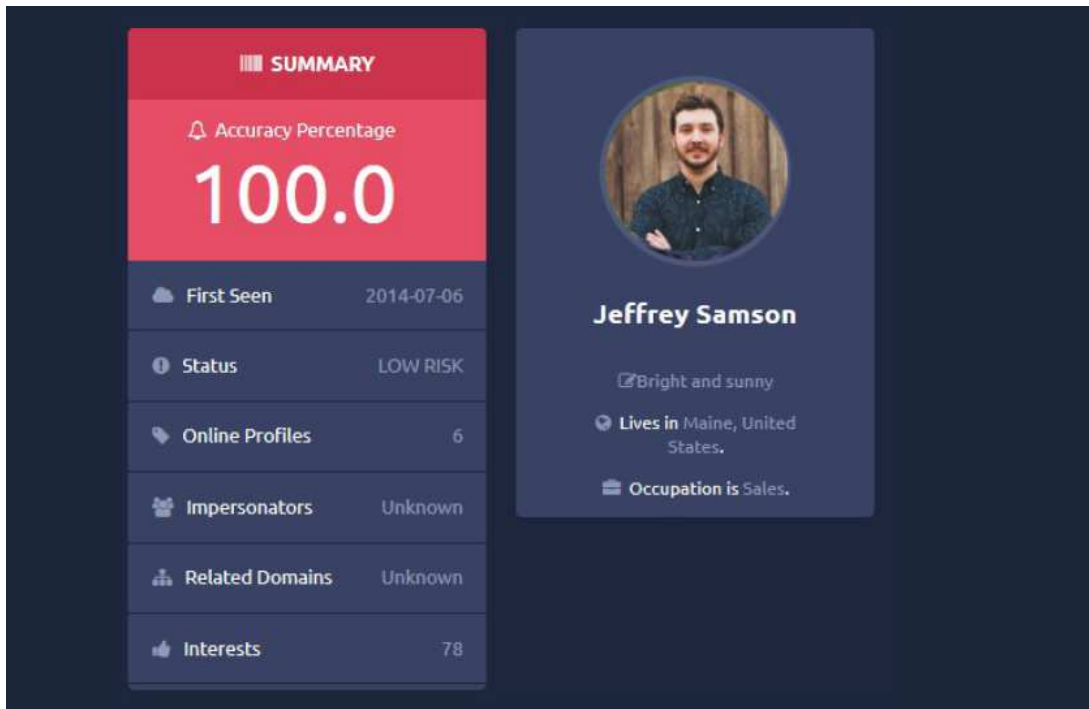 SUMMARY
Accuracy Percentage
100.0
First Seen 2014-07-06
Status LOW RISK
Online Profiles 6
Impersonators Unknown
Related Domains Unknown
Interests 78
Jeffrey Samson
Bright and sunny
Lives in Maine, United
States.
Occupation is Sales.